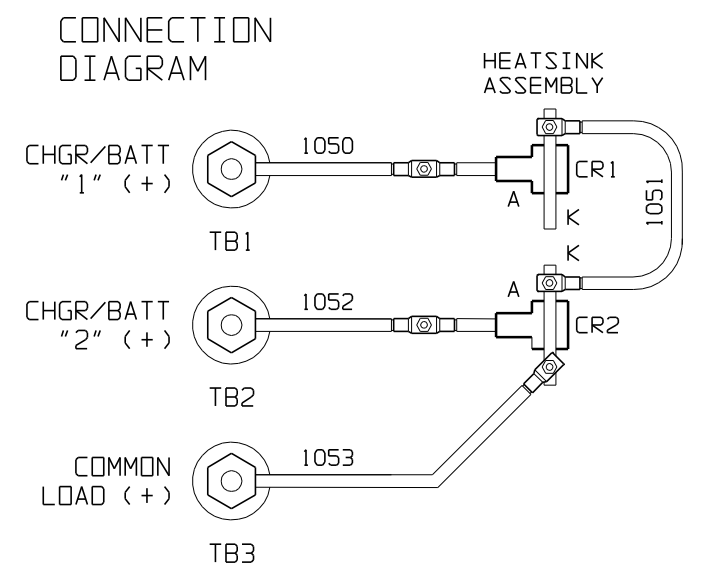 CONNECTION
DIAGRAM
HEATSINK
ASSEMBLY
CHGR/BATT
"1" (+)
1050
CR1
A
K
1051
TB1
K
CHGR/BATT
"2" (+)
1052
A
CR2
TB2
COMMON
LOAD (+)
1053
TB3